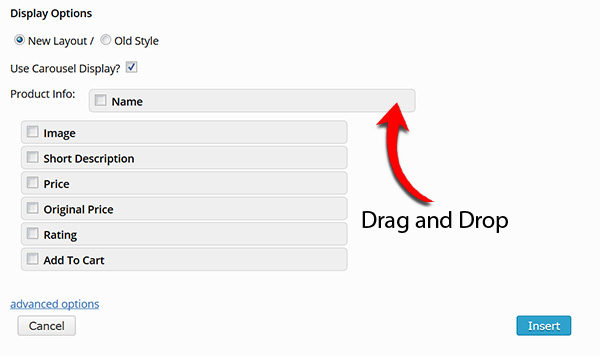 Display Options
New Layout / Old Style
Use Carousel Display?
Product Info: Name
Image
Short Description
Price
Original Price
Rating
Add To Cart
Drag and Drop
advanced options
Cancel Insert